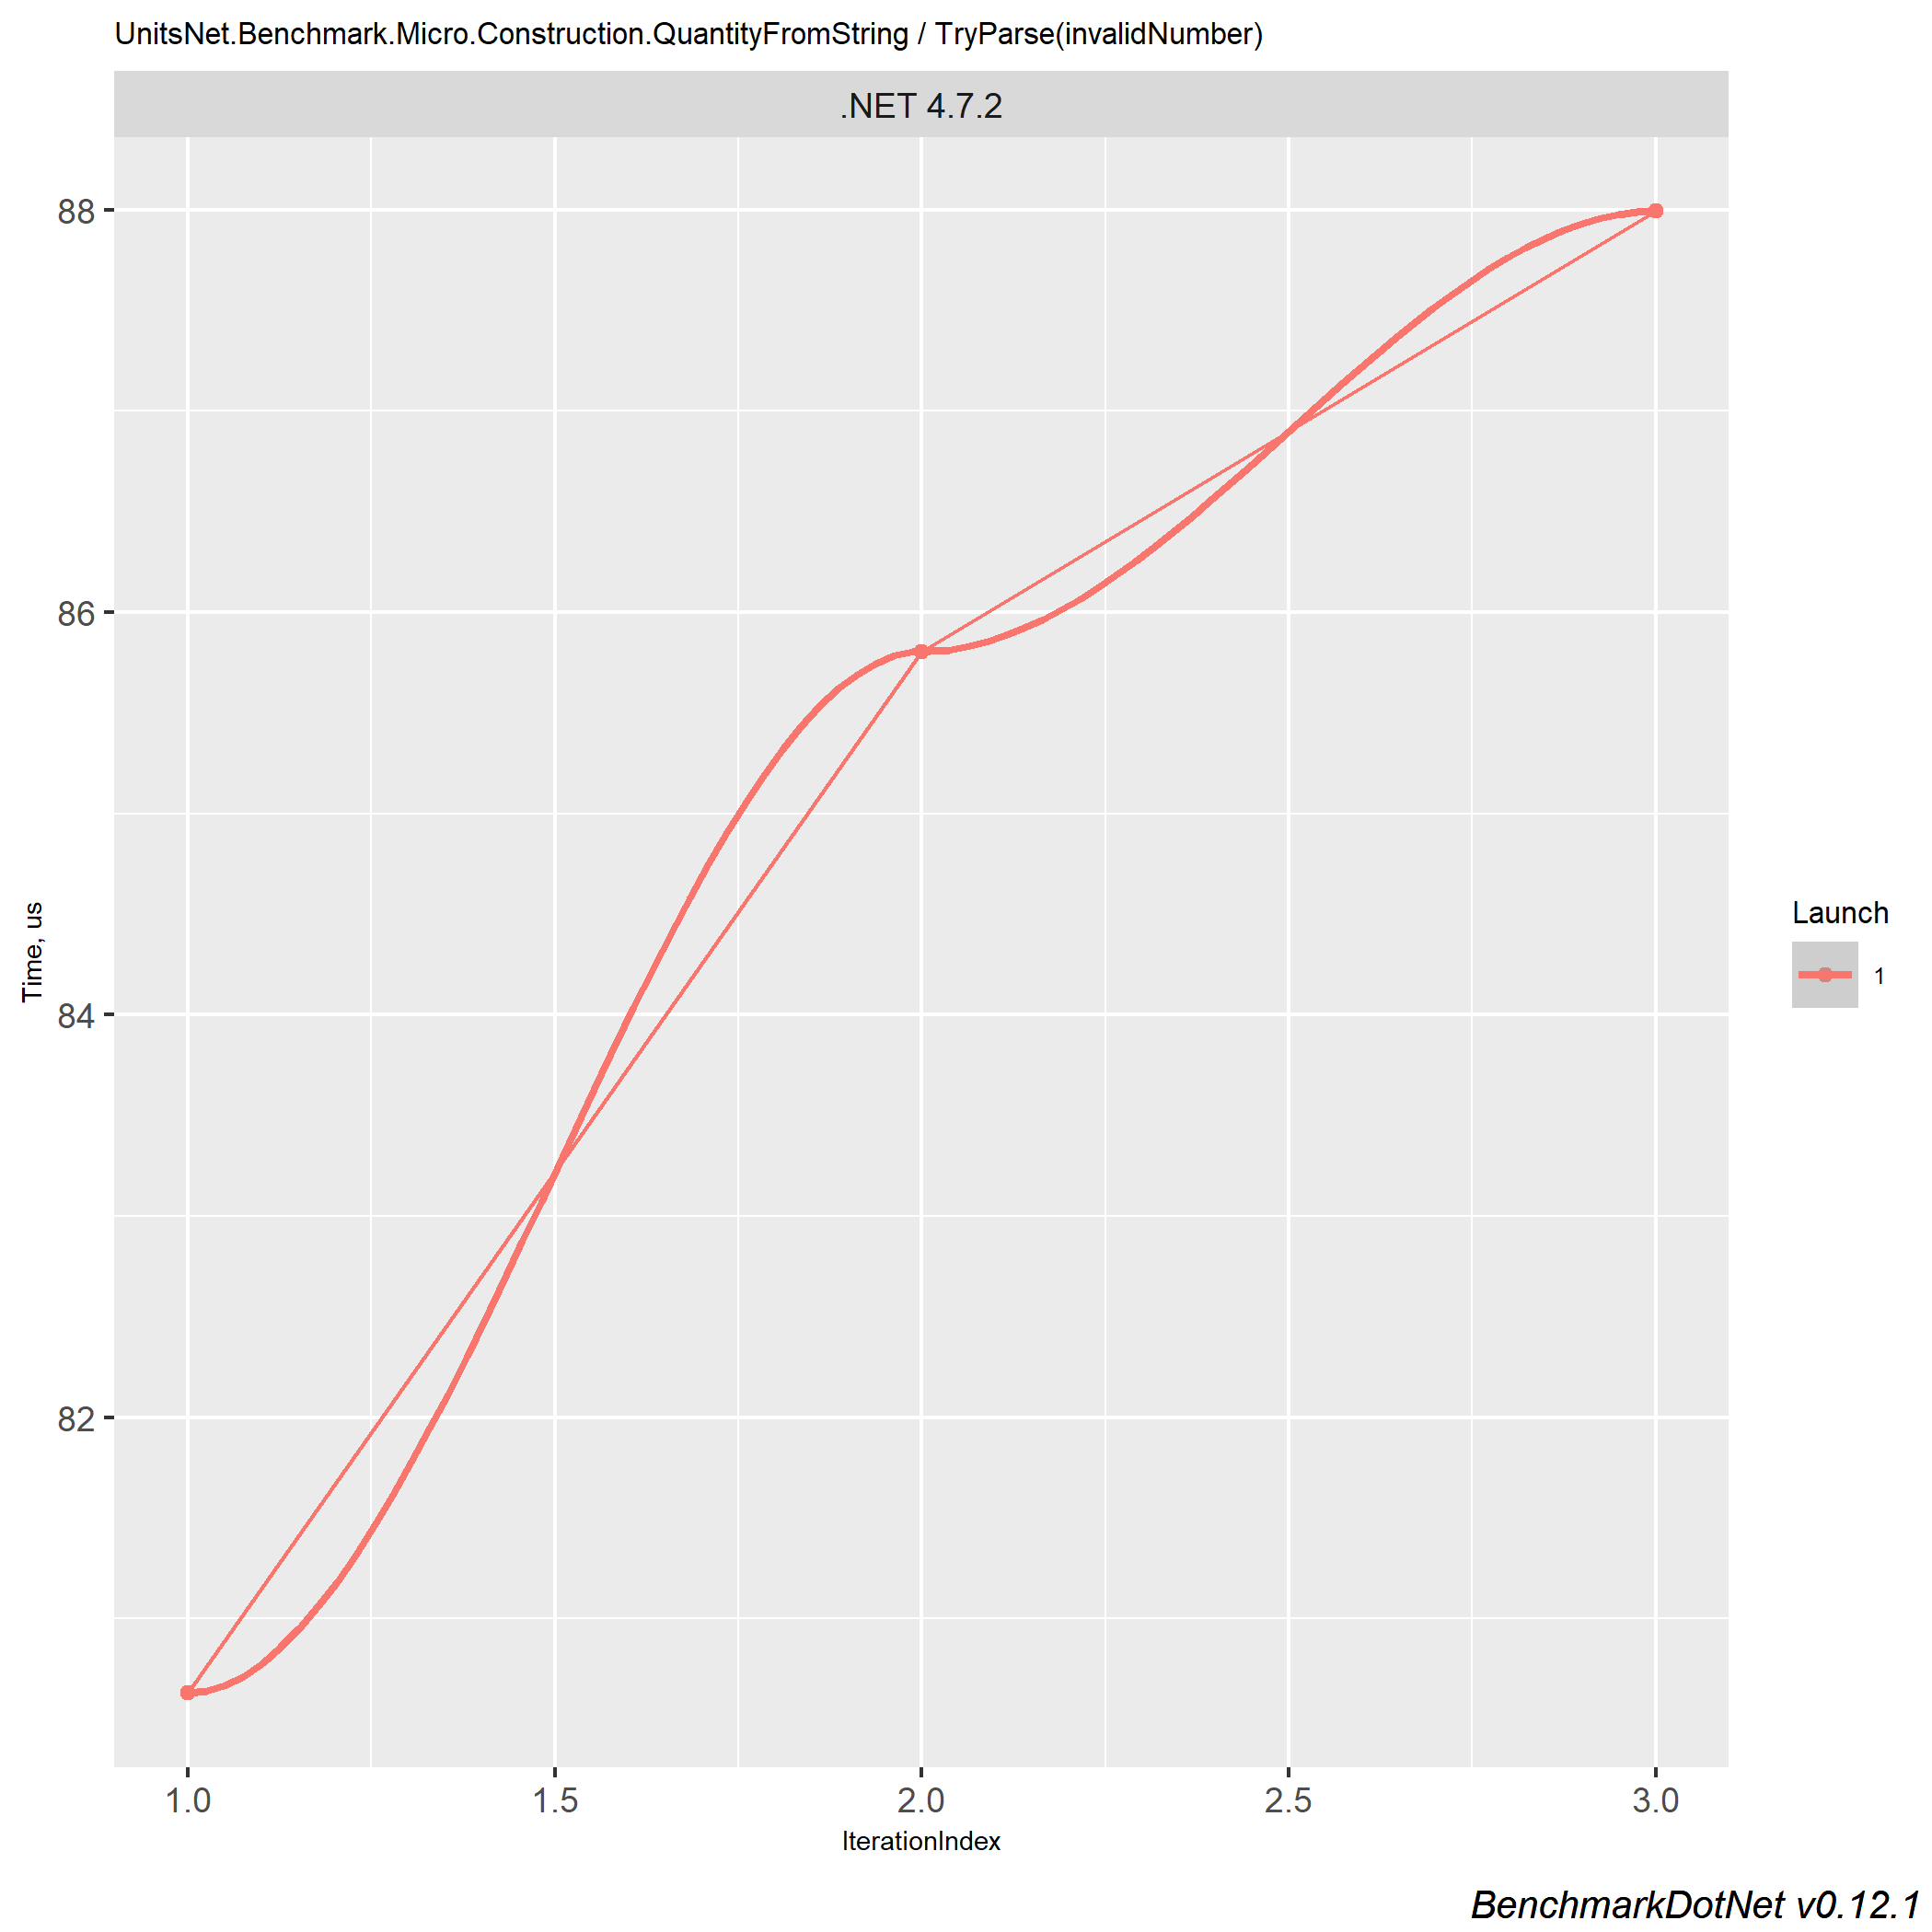 UnitsNet.Benchmark.Micro.Construction.QuantityFromString / TryParse(invalidNumber)
.NET 4.7.2
88
86
84
82
Time, us
Launch
1
1.0 1.5 2.0 2.5 3.0
IterationIndex
BenchmarkDotNet v0.12.1